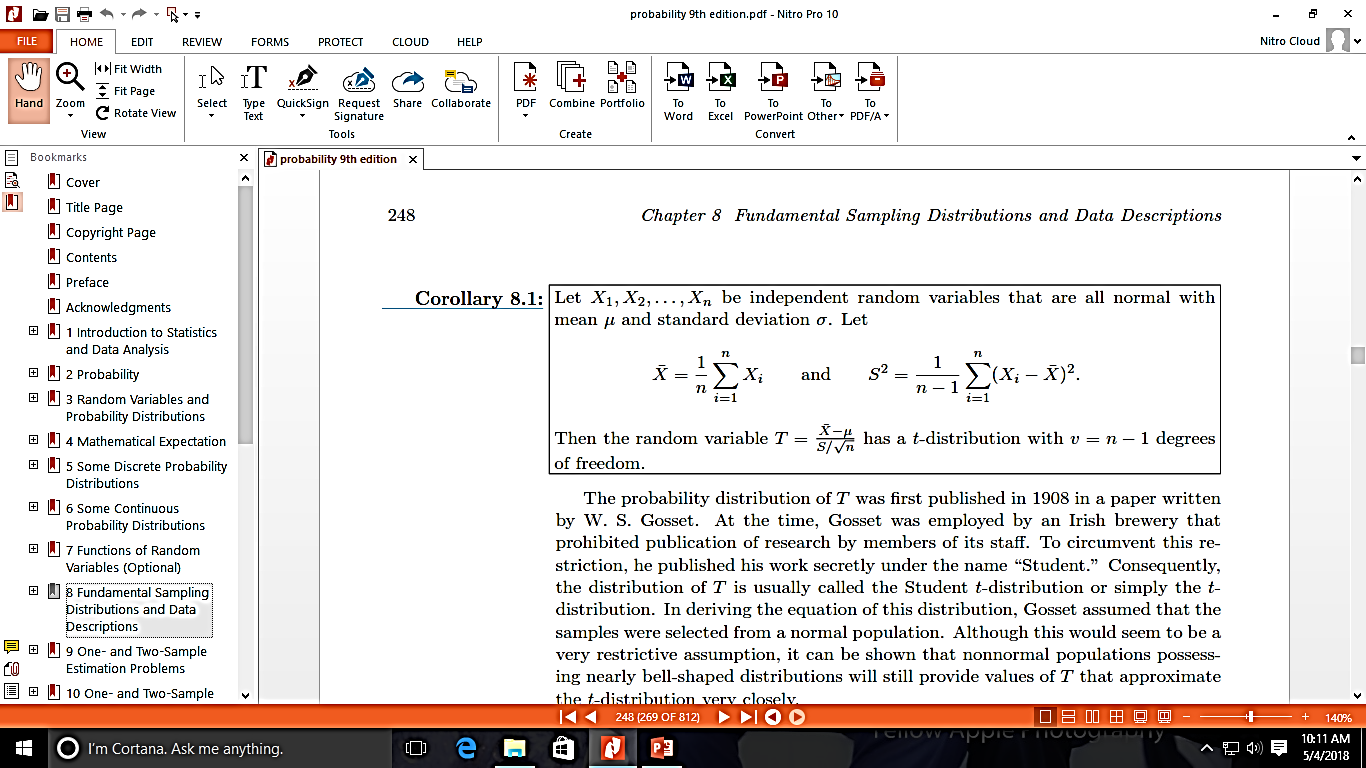 probability 9th edition.pdf - Nitro Pro 10
FILE HOME EDIT REVIEW FORMS PROTECT CLOUD HELP
Nitro Cloud
Hand
Zoom
Fit Width
Fit Page
Rotate View
View
Select
Type Text
QuickSign
Request Signature
Share
Collaborate
Tools
PDF
Combine
Portfolio
Create
To Word
To Excel
To PowerPoint
To Other
To PDF/A
Convert
Bookmarks
probability 9th edition
Cover
Title Page
Copyright Page
Contents
Preface
Acknowledgments
1 Introduction to Statistics
and Data Analysis
2 Probability
3 Random Variables and
Probability Distributions
4 Mathematical Expectation
5 Some Discrete Probability
Distributions
6 Some Continuous
Probability Distributions
7 Functions of Random
Variables (Optional)
8 Fundamental Sampling
Distributions and Data
Descriptions
9 One- and Two-Sample
Estimation Problems
10 One- and Two-Sample
248 Chapter 8 Fundamental Sampling Distributions and Data Descriptions
Corollary 8.1: Let X₁, X₂, . . . , Xₙ be independent random variables that are all normal with
mean μ and standard deviation σ. Let
X̄ = 1/n ∑ᵢ₌₁ⁿ Xᵢ and S² = 1/(n − 1) ∑ᵢ₌₁ⁿ (Xᵢ − X̄)².
Then the random variable T = (X̄−μ)/(S/√n) has a t-distribution with v = n − 1 degrees
of freedom.
The probability distribution of T was first published in 1908 in a paper written
by W. S. Gosset. At the time, Gosset was employed by an Irish brewery that
prohibited publication of research by members of its staff. To circumvent this re-
striction, he published his work secretly under the name “Student.” Consequently,
the distribution of T is usually called the Student t-distribution or simply the t-
distribution. In deriving the equation of this distribution, Gosset assumed that the
samples were selected from a normal population. Although this would seem to be a
very restrictive assumption, it can be shown that nonnormal populations possess-
ing nearly bell-shaped distributions will still provide values of T that approximate
the t-distribution very closely.
248 (269 OF 812)
140%
I'm Cortana. Ask me anything.
Yellow Apple Photography
10:11 AM
5/4/2018